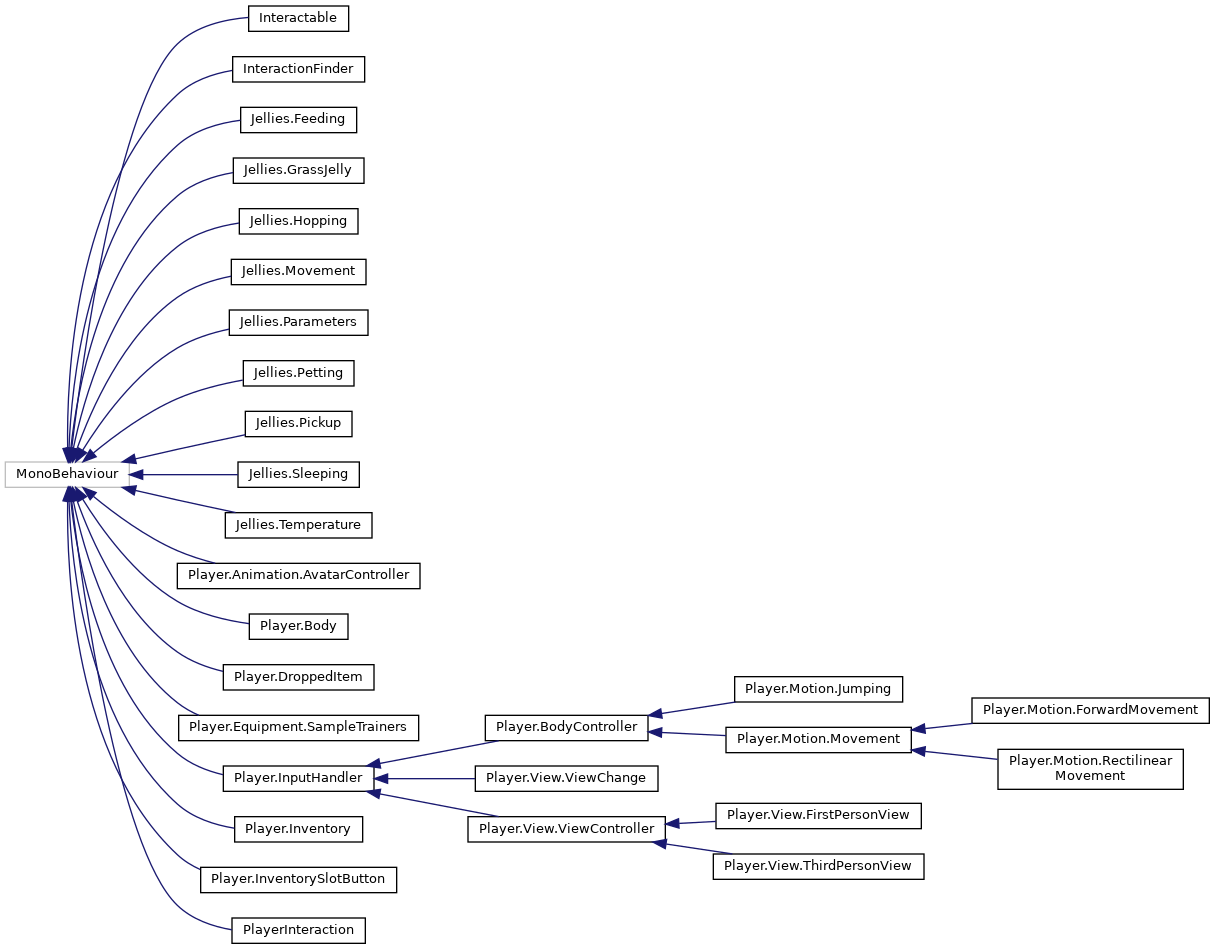 Interactable
InteractionFinder
Jellies.Feeding
Jellies.GrassJelly
Jellies.Hopping
Jellies.Movement
Jellies.Parameters
Jellies.Petting
Jellies.Pickup
MonoBehaviour
Jellies.Sleeping
Jellies.Temperature
Player.Animation.AvatarController
Player.Body
Player.DroppedItem
Player.Equipment.SampleTrainers
Player.InputHandler
Player.BodyController
Player.Motion.Jumping
Player.Motion.Movement
Player.Motion.ForwardMovement
Player.Motion.Rectilinear
Movement
Player.View.ViewChange
Player.View.ViewController
Player.View.FirstPersonView
Player.View.ThirdPersonView
Player.Inventory
Player.InventorySlotButton
PlayerInteraction